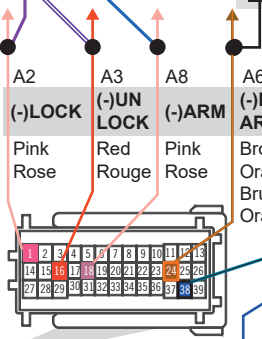 A2 A3 A8 A6
(-)LOCK (-)UN LOCK (-)ARM
Pink Red Pink
Rose Rouge Rose
1 2 3 4 5 6 7 8 9 10 11 12 13
14 15 16 17 18 19 20 21 22 23 24 25 26
27 28 29 30 31 32 33 34 35 36 37 38 39